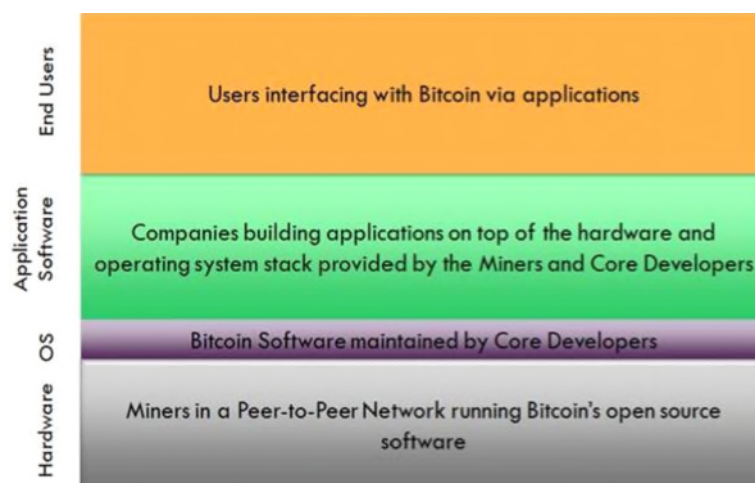 End Users
Users interfacing with Bitcoin via applications
Application
Software
Companies building applications on top of the hardware and
operating system stack provided by the Miners and Core Developers
OS
Bitcoin Software maintained by Core Developers
Hardware
Miners in a Peer-to-Peer Network running Bitcoin's open source
software